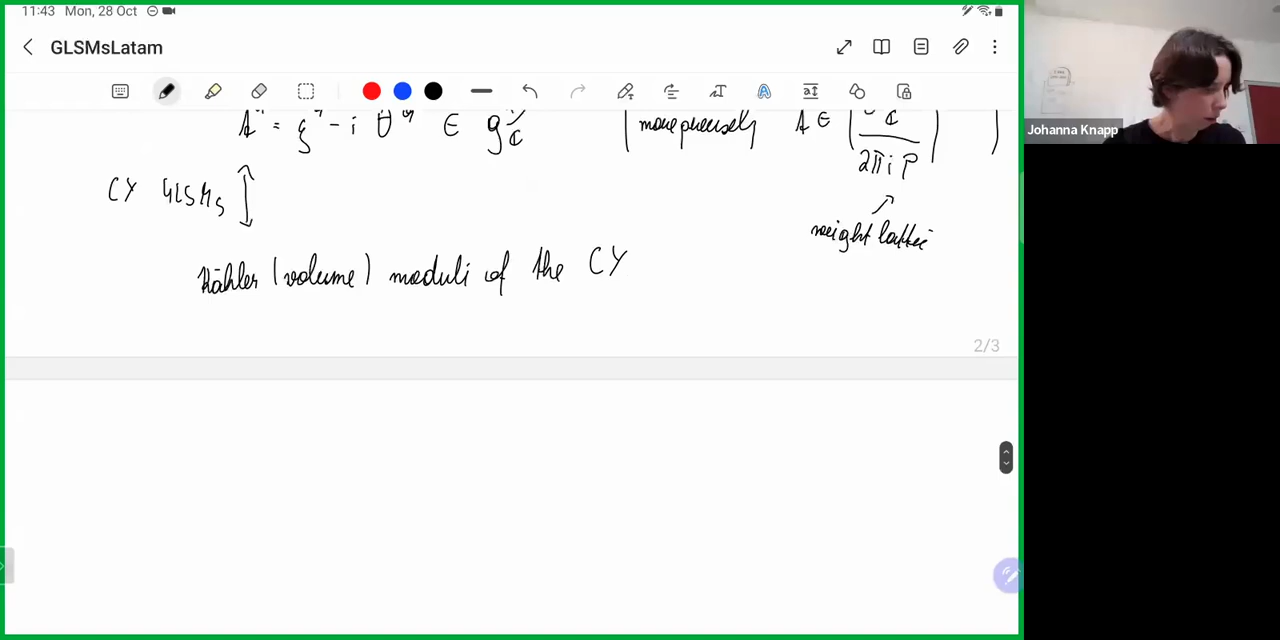 11:43 Mon, 28 Oct
GLSMsLatam
= ξ - i θ ∈ g ℂ (more precisely ∈ ( ℂ / 2πi P ) )
CY GLSMs
weight lattice
Kähler (volume) moduli of the CY
2/3
Johanna Knapp